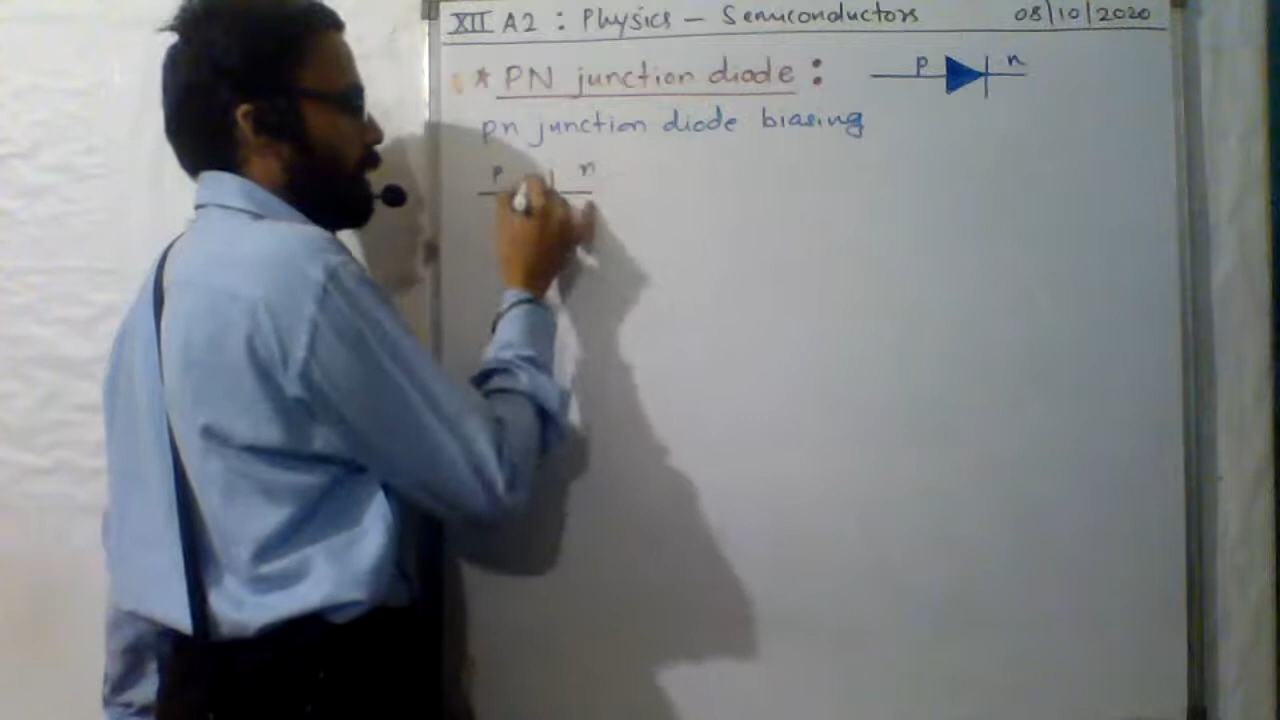 XII A2 : Physics - Semiconductors 08/10/2020
* PN junction diode : p n
pn junction diode biasing
p n